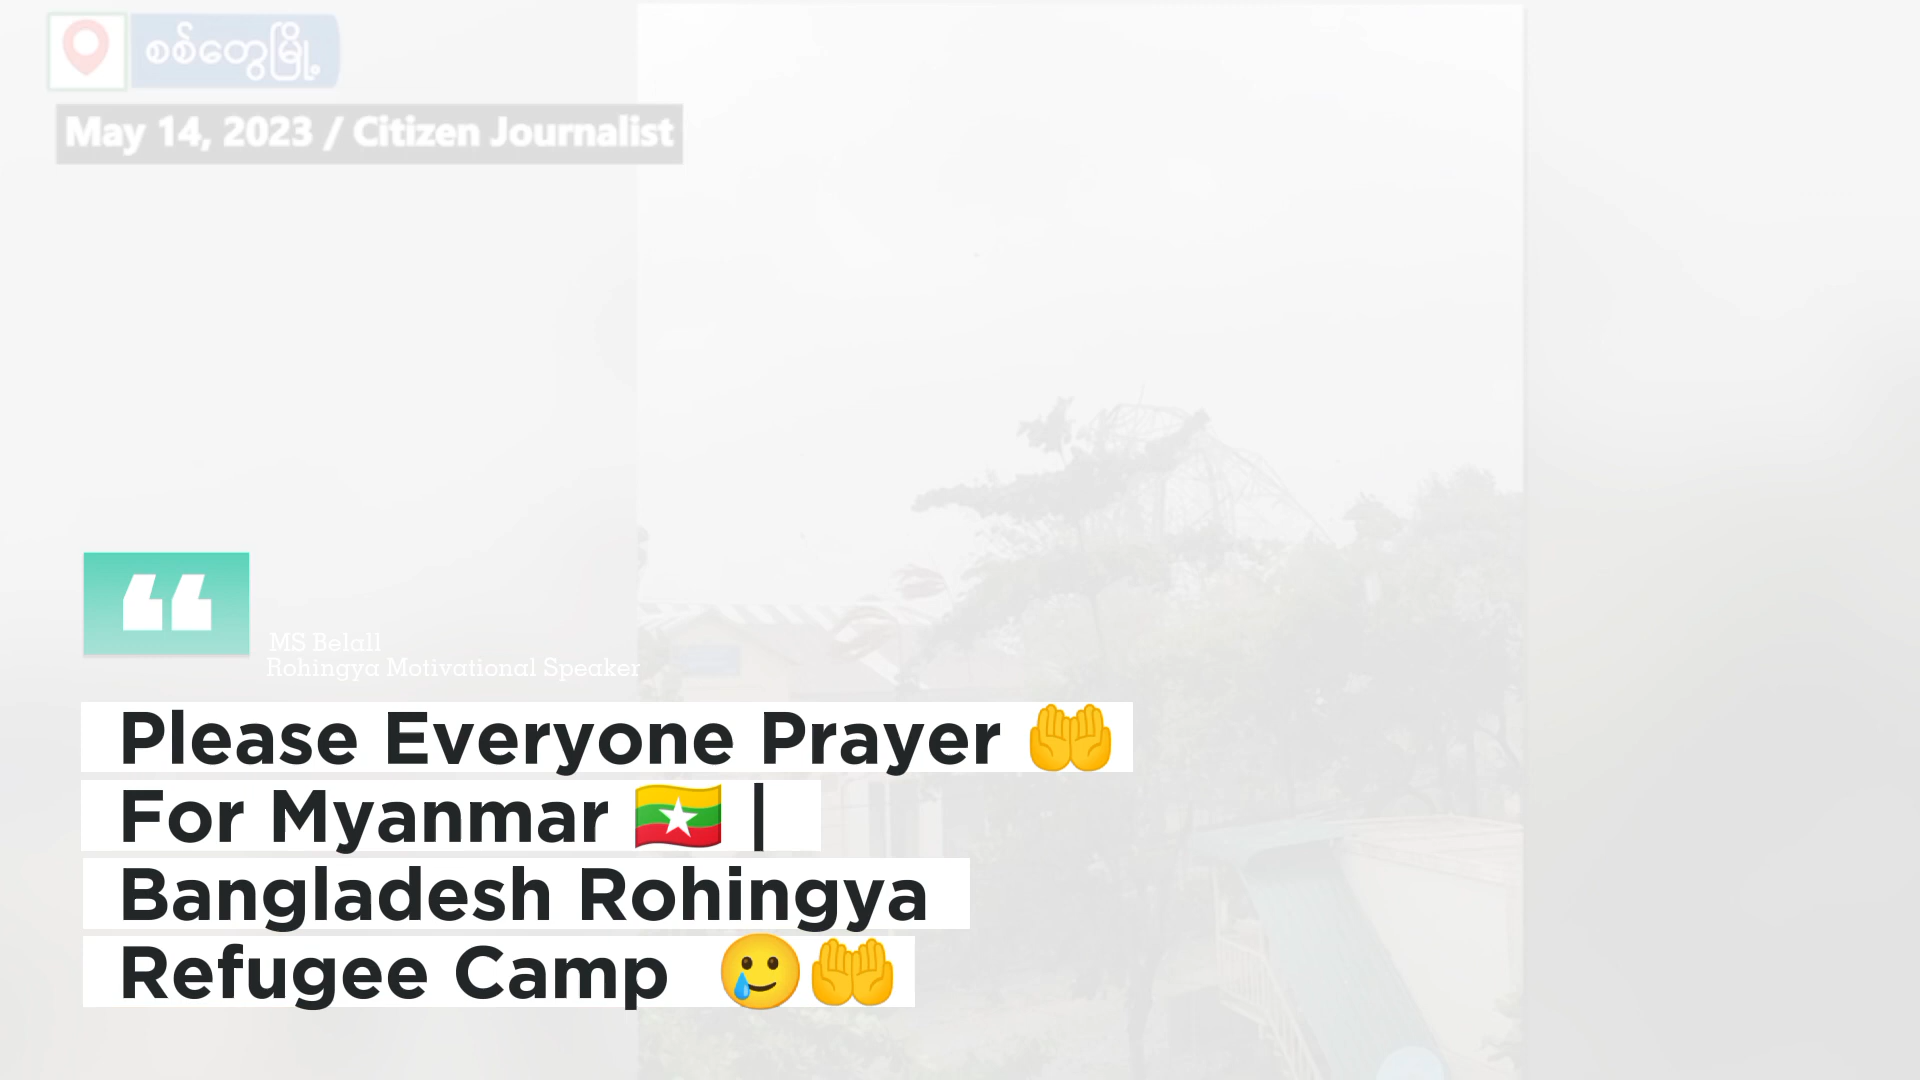 စစ်တွေမြို့
May 14, 2023 / Citizen Journalist
MS Belall
Rohingya Motivational Speaker
Please Everyone Prayer 🤲
For Myanmar 🇲🇲 |
Bangladesh Rohingya
Refugee Camp 🥲🤲